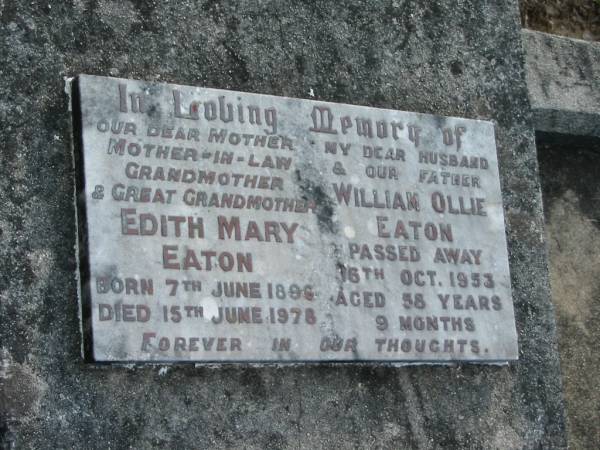 In Loving Memory of
OUR DEAR MOTHER
MOTHER-IN-LAW
GRANDMOTHER
& GREAT GRANDMOTHER
EDITH MARY
EATON
BORN 7TH JUNE
DIED 15TH JUNE 1978
MY DEAR HUSBAND
& OUR FATHER
WILLIAM OLLIE
EATON
PASSED AWAY
16TH OCT. 1953
AGED 58 YEARS
9 MONTHS
FOREVER IN OUR THOUGHTS.